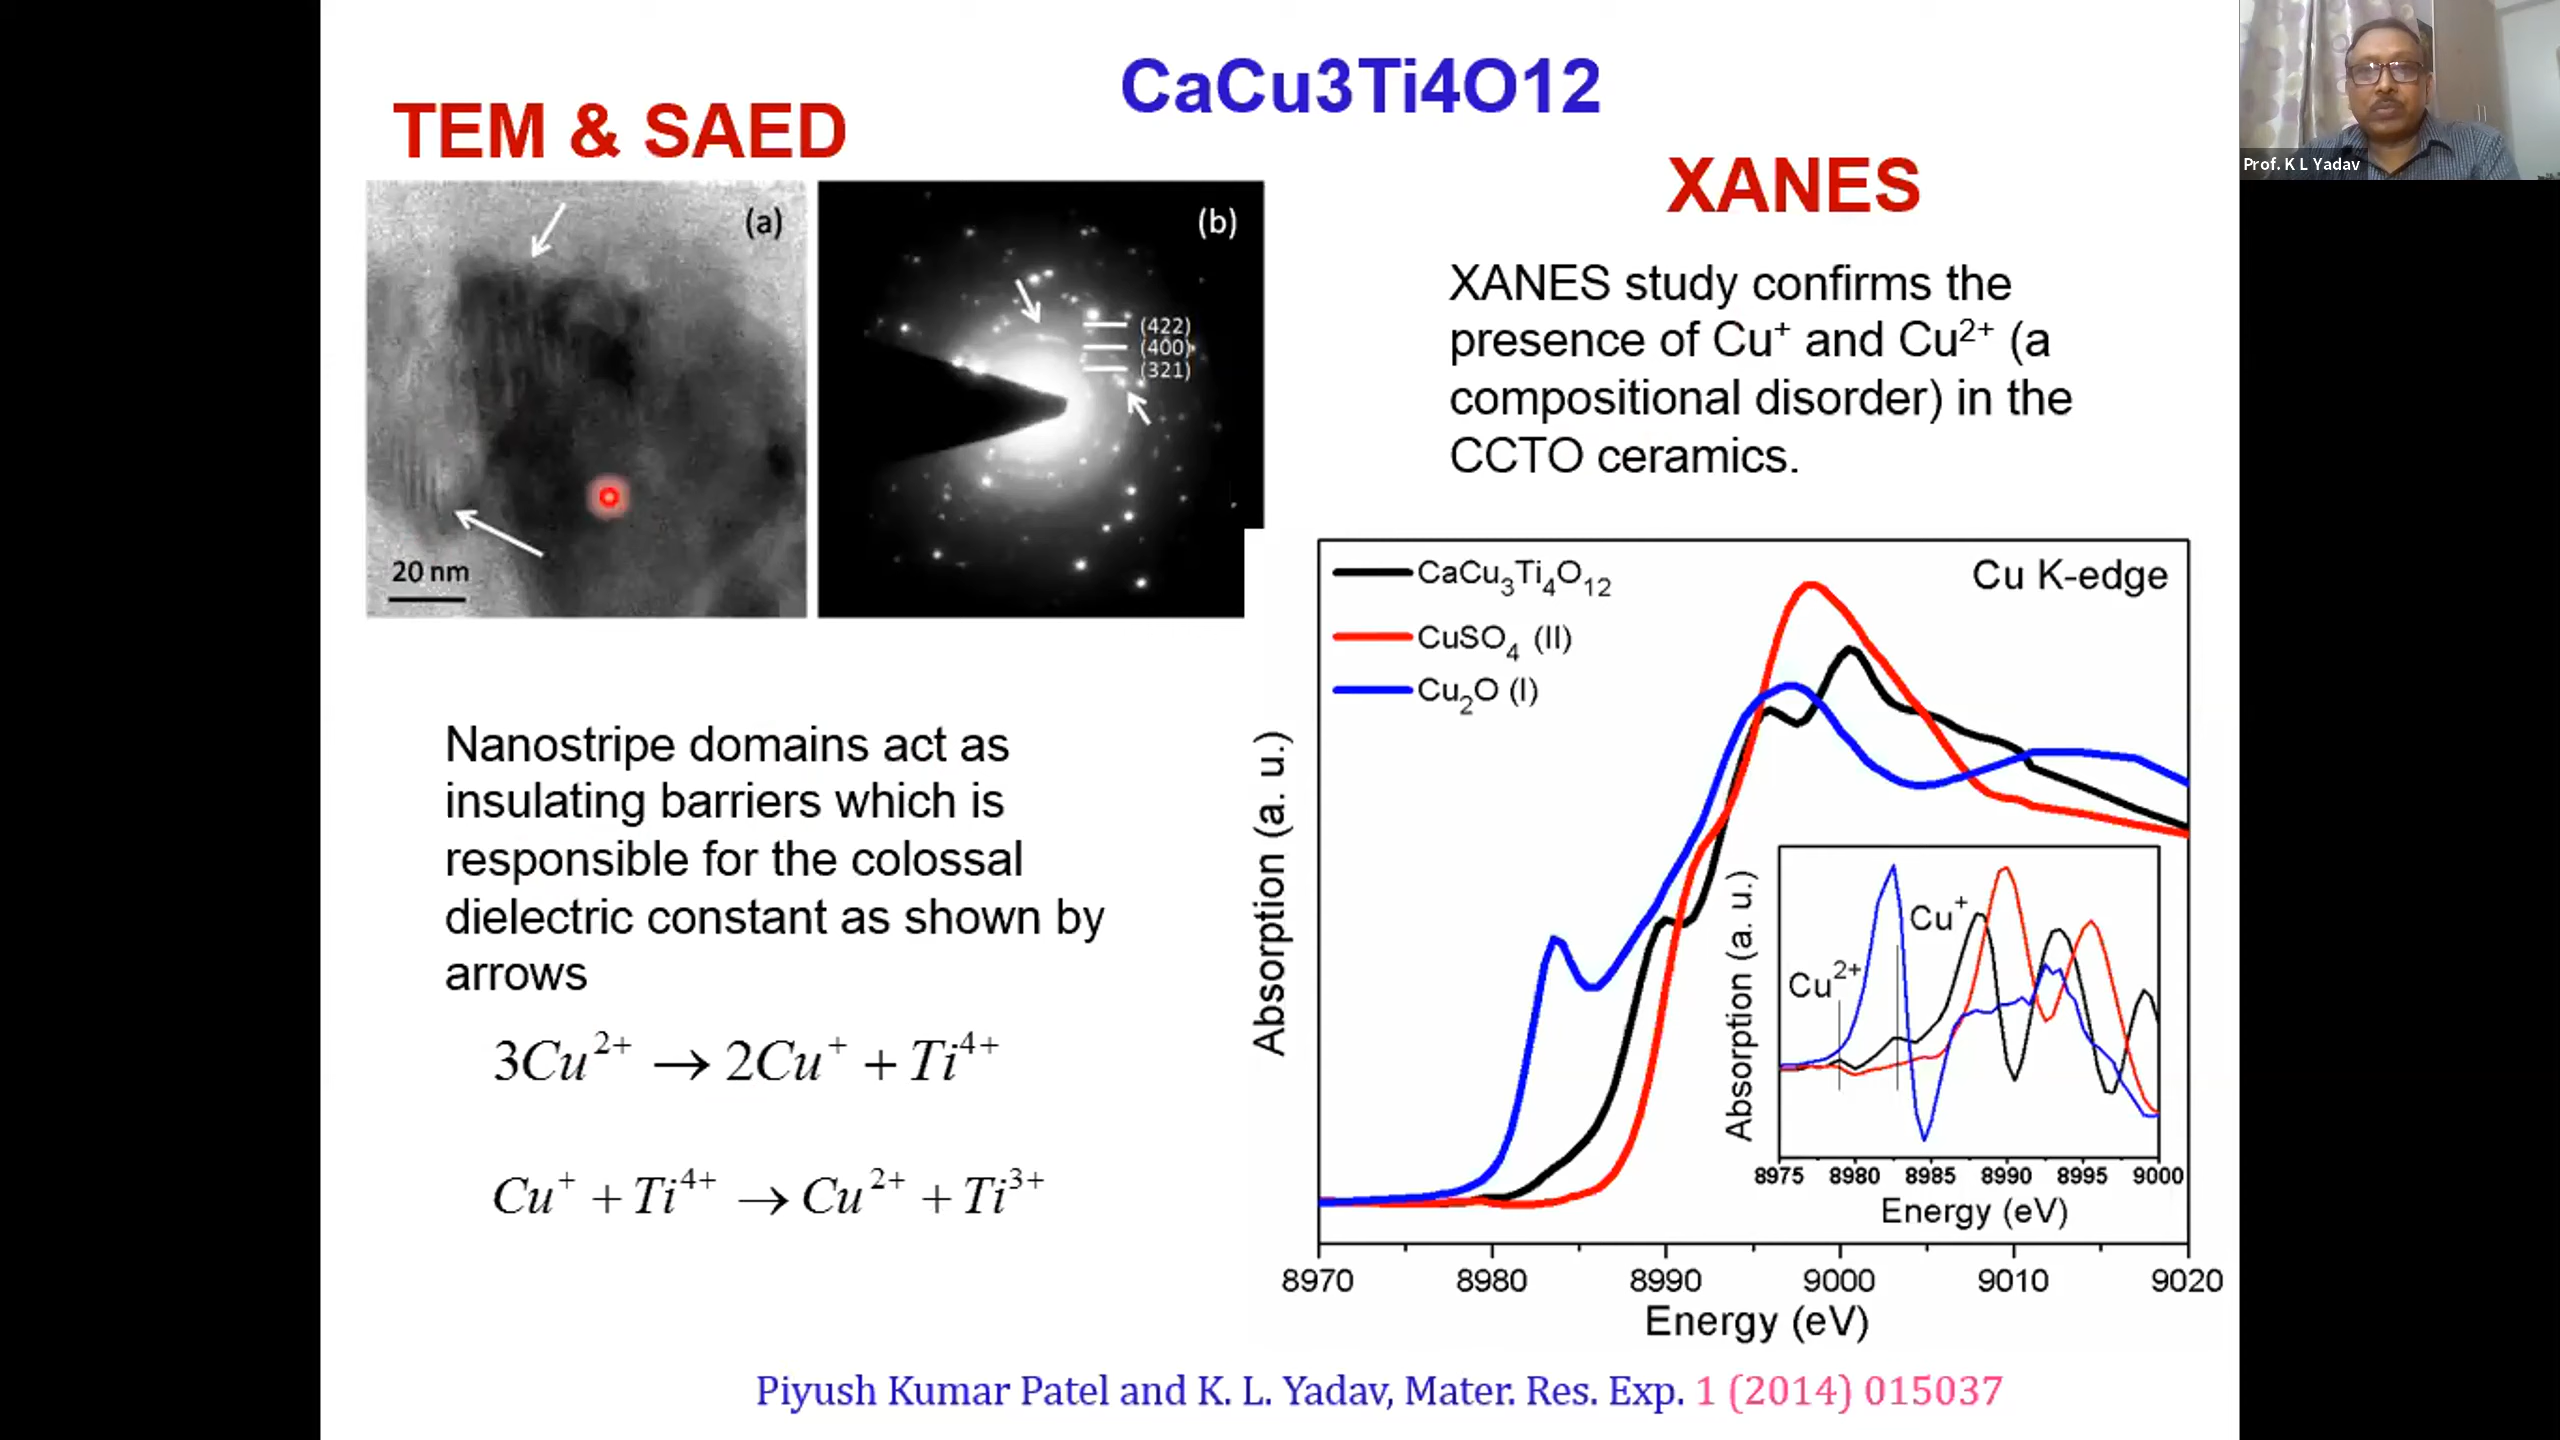 CaCu3Ti4O12
TEM & SAED
XANES
Prof. K L Yadav
(a)
20 nm
(b)
(422)
(400)
(321)
XANES study confirms the
presence of Cu⁺ and Cu²⁺ (a
compositional disorder) in the
CCTO ceramics.
Nanostripe domains act as
insulating barriers which is
responsible for the colossal
dielectric constant as shown by
arrows
3Cu²⁺ → 2Cu⁺ + Ti⁴⁺
Cu⁺ + Ti⁴⁺ → Cu²⁺ + Ti³⁺
CaCu₃Ti₄O₁₂
CuSO₄ (II)
Cu₂O (I)
Cu K-edge
Absorption (a. u.)
8970 8980 8990 9000 9010 9020
Energy (eV)
Cu²⁺
Cu⁺
Absorption (a. u.)
8975 8980 8985 8990 8995 9000
Energy (eV)
Piyush Kumar Patel and K. L. Yadav, Mater. Res. Exp. 1 (2014) 015037